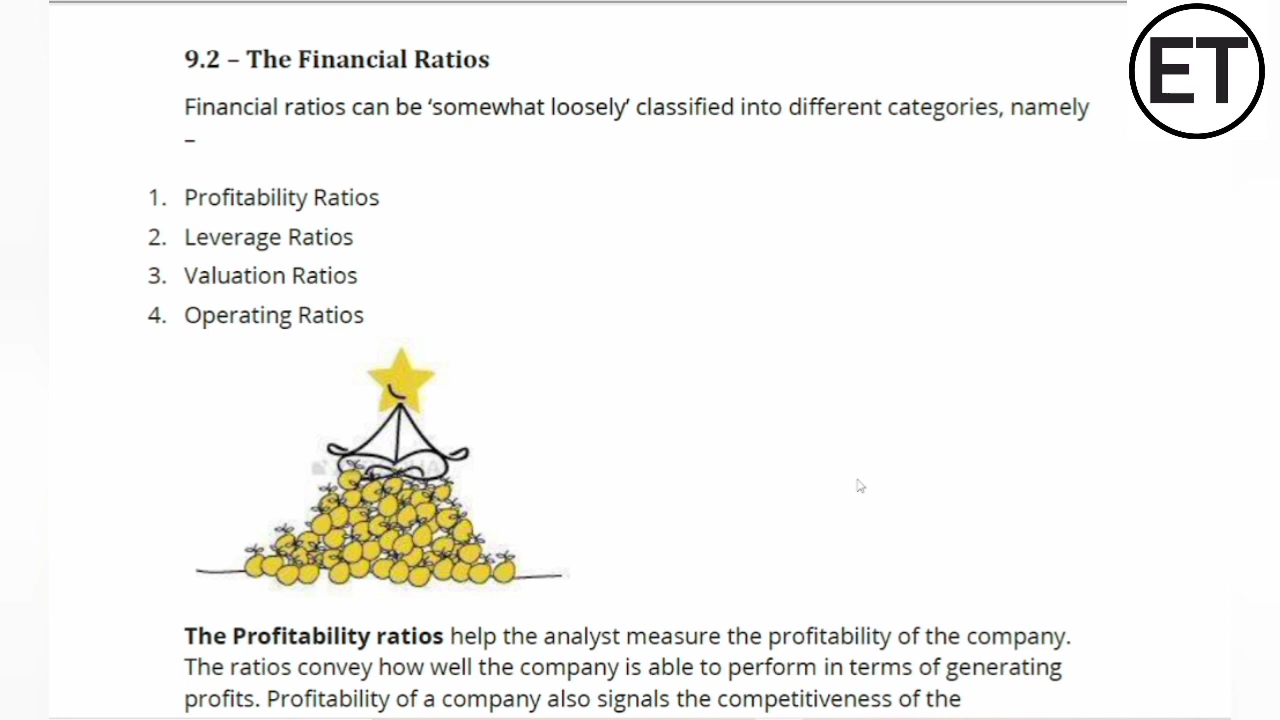 ET
9.2 – The Financial Ratios
Financial ratios can be ‘somewhat loosely’ classified into different categories, namely
–
1. Profitability Ratios
2. Leverage Ratios
3. Valuation Ratios
4. Operating Ratios
The Profitability ratios help the analyst measure the profitability of the company.
The ratios convey how well the company is able to perform in terms of generating
profits. Profitability of a company also signals the competitiveness of the